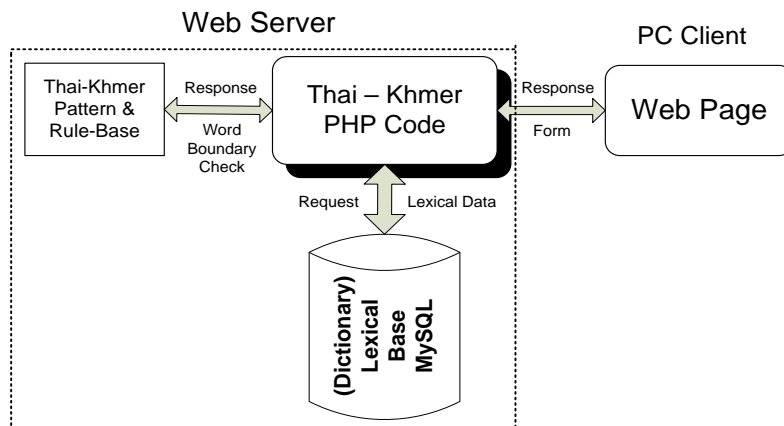 Web Server
PC Client
Thai-Khmer
Pattern &
Rule-Base
Response
Word
Boundary
Check
Thai – Khmer
PHP Code
Response
Form
Web Page
Request
Lexical Data
(Dictionary)
Lexical
Base
MySQL